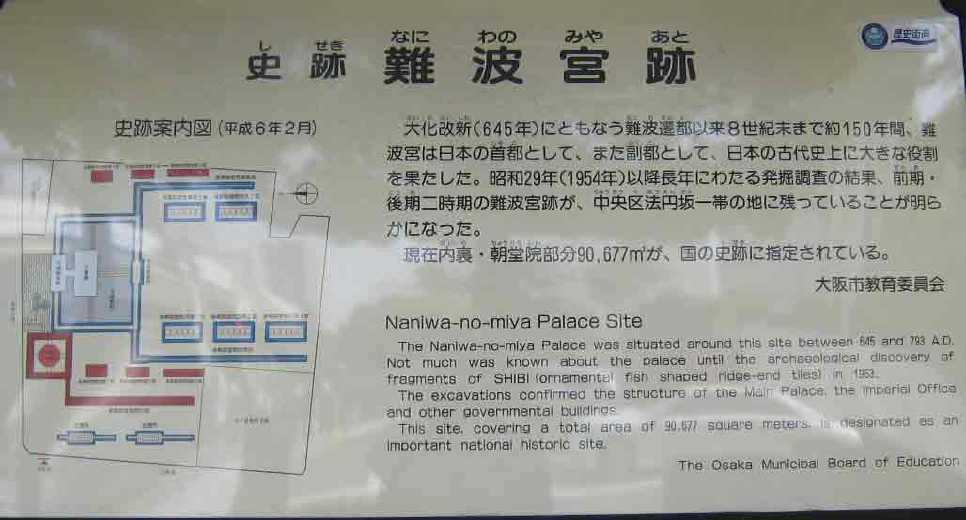 し せき なに わの みや あと
史跡 難波宮跡
歴史街道
史跡案内図(平成6年2月)
大化改新(645年)にともなう難波遷都以来8世紀末まで約150年間、難
波宮は日本の首都として、また副都として、日本の古代史上に大きな役割
を果たした。昭和29年(1954年)以降長年にわたる発掘調査の結果、前期・
後期二時期の難波宮跡が、中央区法円坂一帯の地に残っていることが明ら
かになった。
現在内裏・朝堂院部分90,677㎡が、国の史跡に指定されている。
大阪市教育委員会
Naniwa-no-miya Palace Site
The Naniwa-no-miya Palace was situated around this site between 645 and 793 A.D.
Not much was known about the palace until the archaeological discovery of
fragments of SHIBI (ornamental fish shaped ridge-end tiles) in 1953.
The excavations confirmed the structure of the Main Palace, the Imperial Office
and other governmental buildings.
This site, covering a total area of 90,677 square meters, is designated as an
important national historic site.
The Osaka Municipal Board of Education